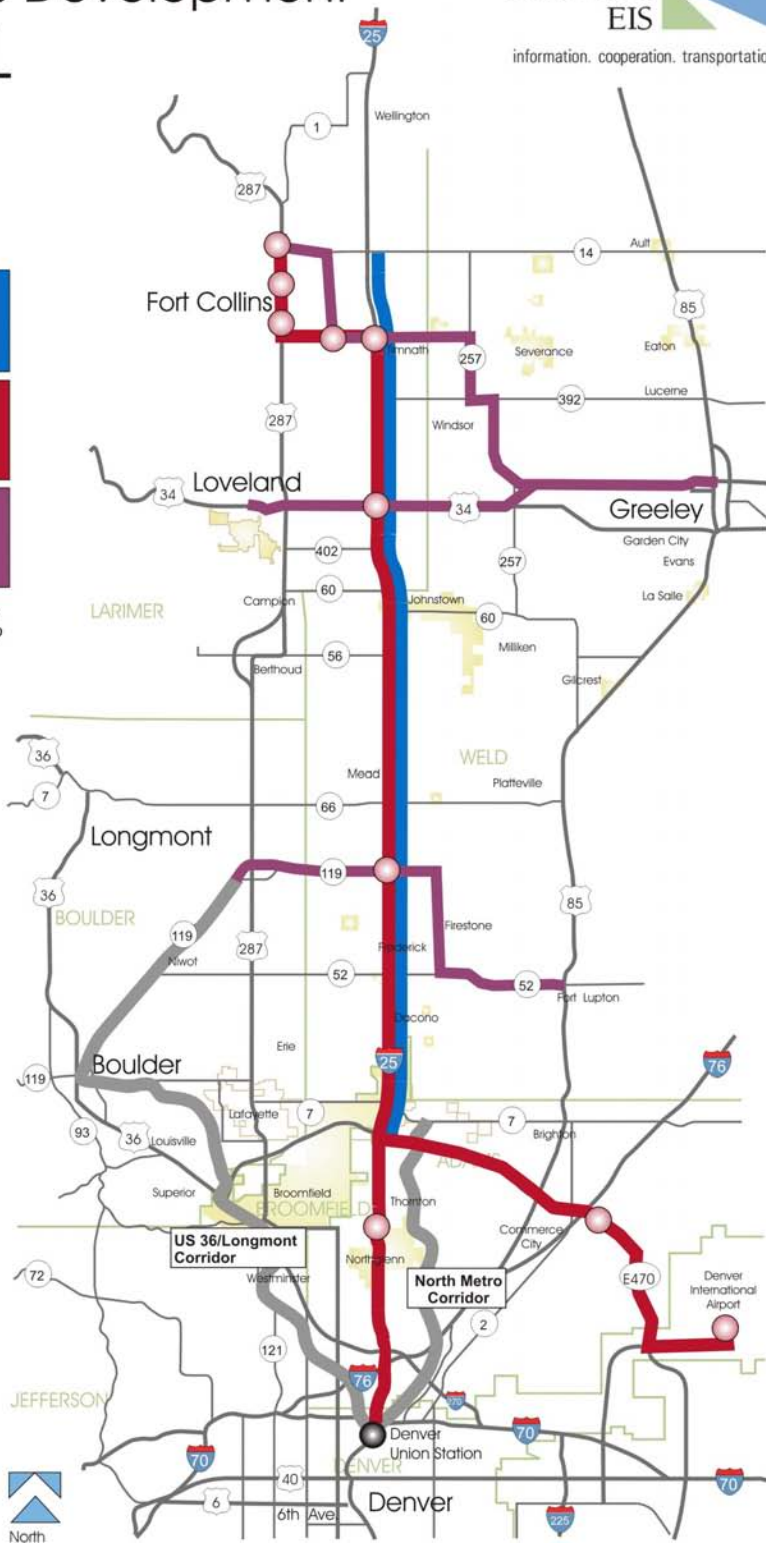 Development
EIS
information. cooperation. transportation
25
Wellington
1
287
Ault
14
Fort Collins
85
Severance
Eaton
257
Lucerne
392
287
Windsor
Loveland
34
34
Greeley
Garden City
402
Evans
257
60
La Salle
LARIMER
Campion
Johnstown
60
Milliken
56
Berthoud
Gilcrest
36
WELD
Mead
Platteville
7
66
Longmont
119
36
85
BOULDER
Firestone
119
287
Frederick
Niwot
52
52
Fort Lupton
Dacono
Erie
25
Boulder
76
119
Lafayette
7
7
93
36
Louisville
Brighton
ADAMS
Superior
Broomfield
Thornton
BROOMFIELD
Commerce
City
US 36/Longmont
Corridor
Northglenn
72
E470
Denver
International
Airport
Westminster
North Metro
Corridor
2
121
76
JEFFERSON
270
Denver
Union Station
70
70
DENVER
40
70
6
Denver
6th Ave.
225
North